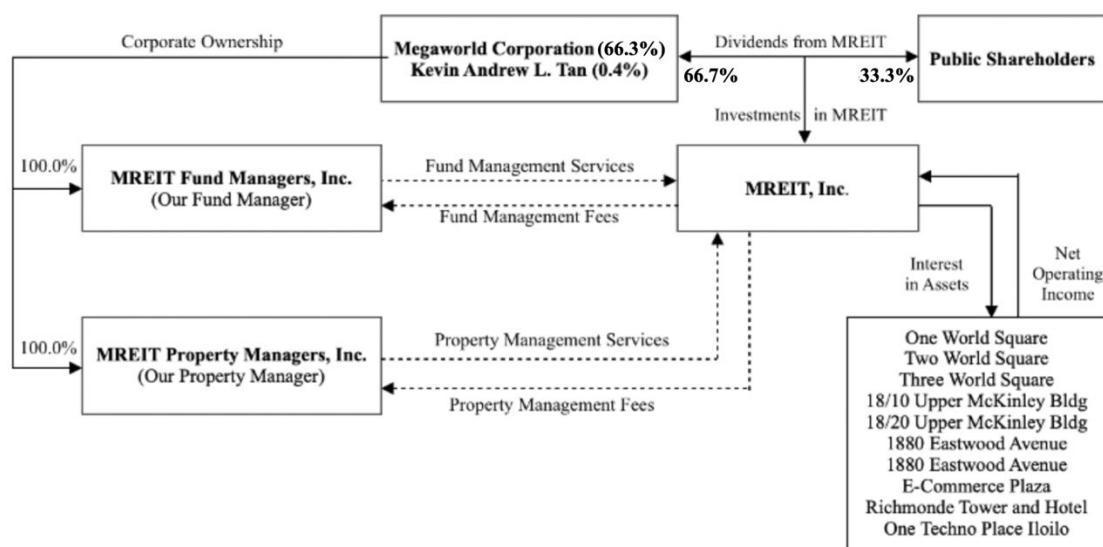 Corporate Ownership
Megaworld Corporation (66.3%)
Kevin Andrew L. Tan (0.4%)
Dividends from MREIT
66.7%
33.3%
Public Shareholders
Investments in MREIT
100.0%
MREIT Fund Managers, Inc.
(Our Fund Manager)
Fund Management Services
Fund Management Fees
MREIT, Inc.
Interest
in Assets
Net
Operating
Income
100.0%
MREIT Property Managers, Inc.
(Our Property Manager)
Property Management Services
Property Management Fees
One World Square
Two World Square
Three World Square
18/10 Upper McKinley Bldg
18/20 Upper McKinley Bldg
1880 Eastwood Avenue
1880 Eastwood Avenue
E-Commerce Plaza
Richmonde Tower and Hotel
One Techno Place Iloilo